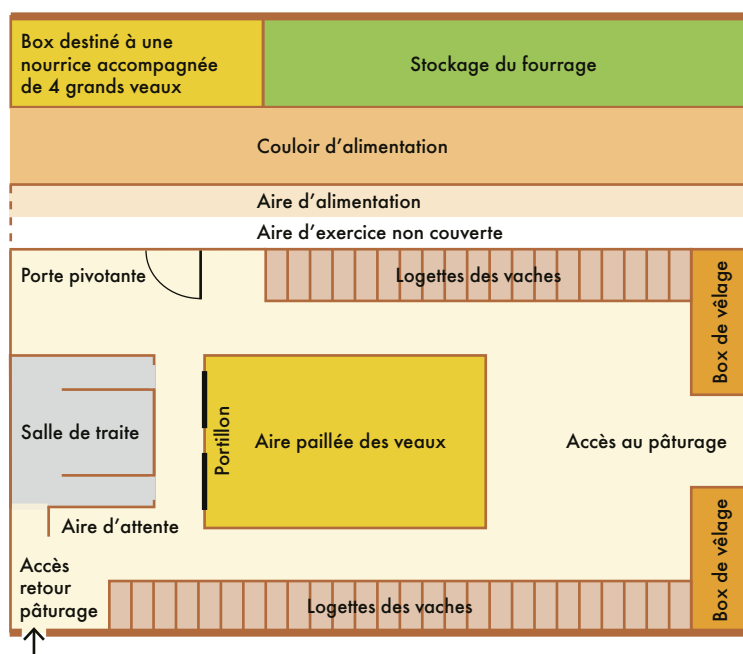 Box destiné à une
nourrice accompagnée
de 4 grands veaux
Stockage du fourrage
Couloir d'alimentation
Aire d'alimentation
Aire d'exercice non couverte
Porte pivotante
Logettes des vaches
Box de vêlage
Salle de traite
Portillon
Aire paillée des veaux
Accès au pâturage
Aire d'attente
Accès
retour
pâturage
Logettes des vaches
Box de vêlage